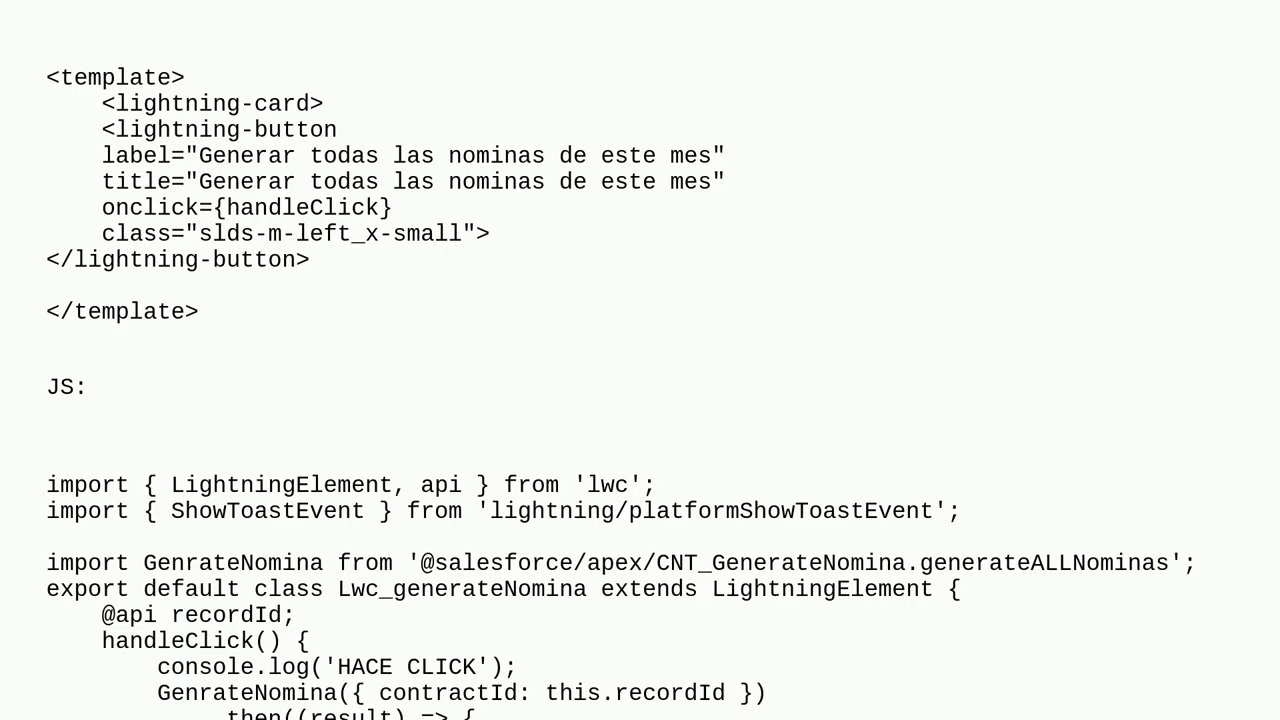 <template>
    <lightning-card>
    <lightning-button
    label="Generar todas las nominas de este mes"
    title="Generar todas las nominas de este mes"
    onclick={handleClick}
    class="slds-m-left_x-small">
</lightning-button>
</template>
JS:
import { LightningElement, api } from 'lwc';
import { ShowToastEvent } from 'lightning/platformShowToastEvent';
import GenrateNomina from '@salesforce/apex/CNT_GenerateNomina.generateALLNominas';
export default class Lwc_generateNomina extends LightningElement {
    @api recordId;
    handleClick() {
        console.log('HACE CLICK');
        GenrateNomina({ contractId: this.recordId })
            .then((result) => {